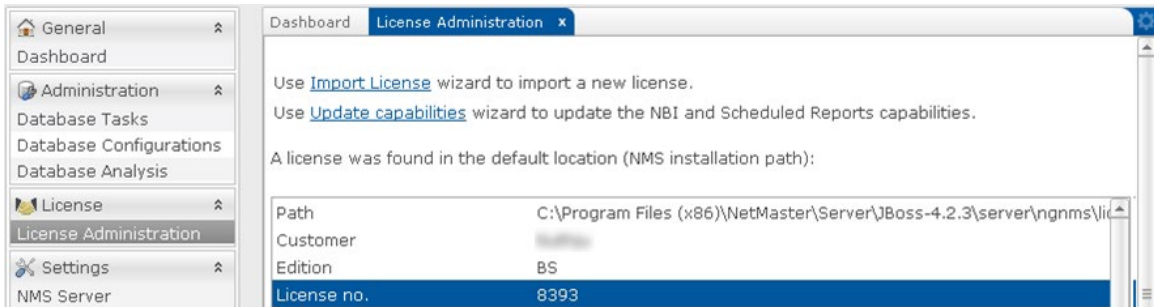 General
Dashboard
Administration
Database Tasks
Database Configurations
Database Analysis
License
License Administration
Settings
NMS Server
Dashboard
License Administration x
Use Import License wizard to import a new license.
Use Update capabilities wizard to update the NBI and Scheduled Reports capabilities.
A license was found in the default location (NMS installation path):
Path C:\Program Files (x86)\NetMaster\Server\JBoss-4.2.3\server\ngnms\
Customer
Edition BS
License no. 8393